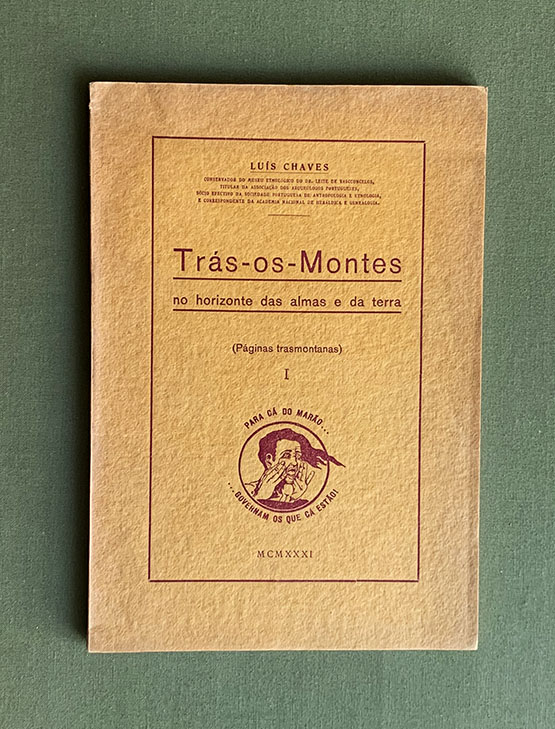 LUÍS CHAVES
CONSERVADOR DO MUSEU ETNOLÓGICO DO DR. LEITE DE VASCONCELOS,
TITULAR DA ASSOCIAÇÃO DOS ARQUEÓLOGOS PORTUGUESES,
SÓCIO EFECTIVO DA SOCIEDADE PORTUGUESA DE ANTROPOLOGIA E ETNOLOGIA,
E CORRESPONDENTE DA ACADEMIA NACIONAL DE HERALDICA E GENEALOGIA.
Trás-os-Montes
no horizonte das almas e da terra
(Páginas trasmontanas)
I
PARA CÁ DO MARÃO...
...GOVERNAM OS QUE CÁ ESTÃO!
MCMXXXI